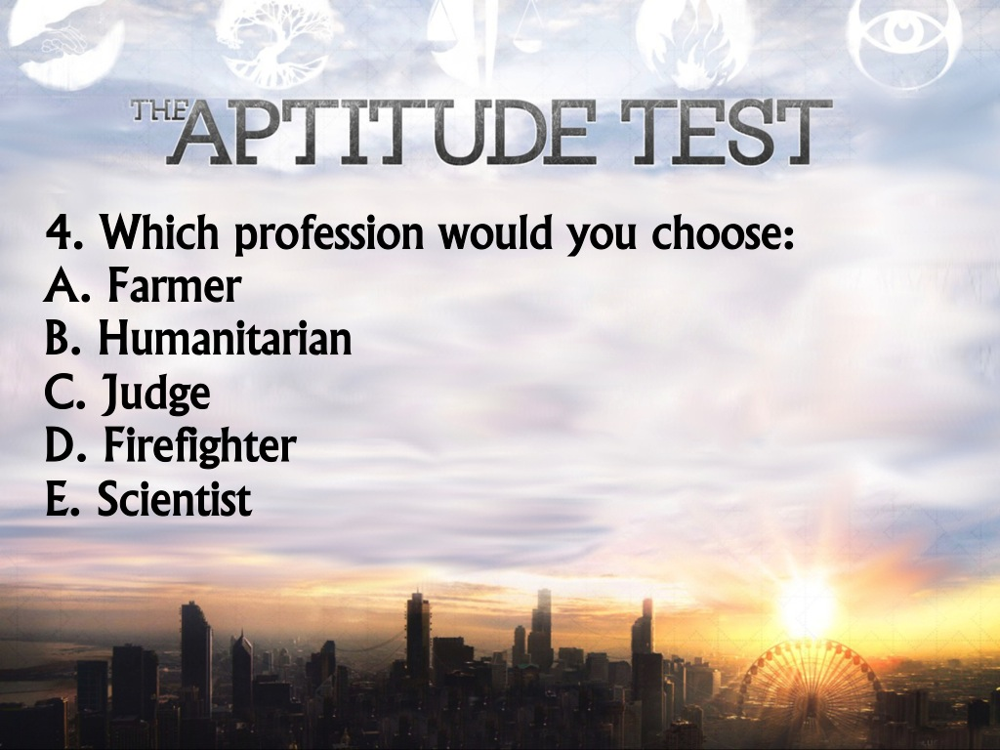 THE APTITUDE TEST
4. Which profession would you choose:
A. Farmer
B. Humanitarian
C. Judge
D. Firefighter
E. Scientist